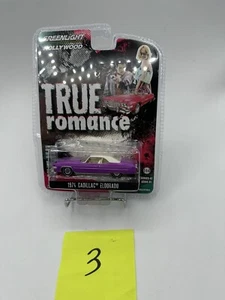 GREENLIGHT
HOLLYWOOD
TRUE
romance
1974 CADILLAC® ELDORADO
3